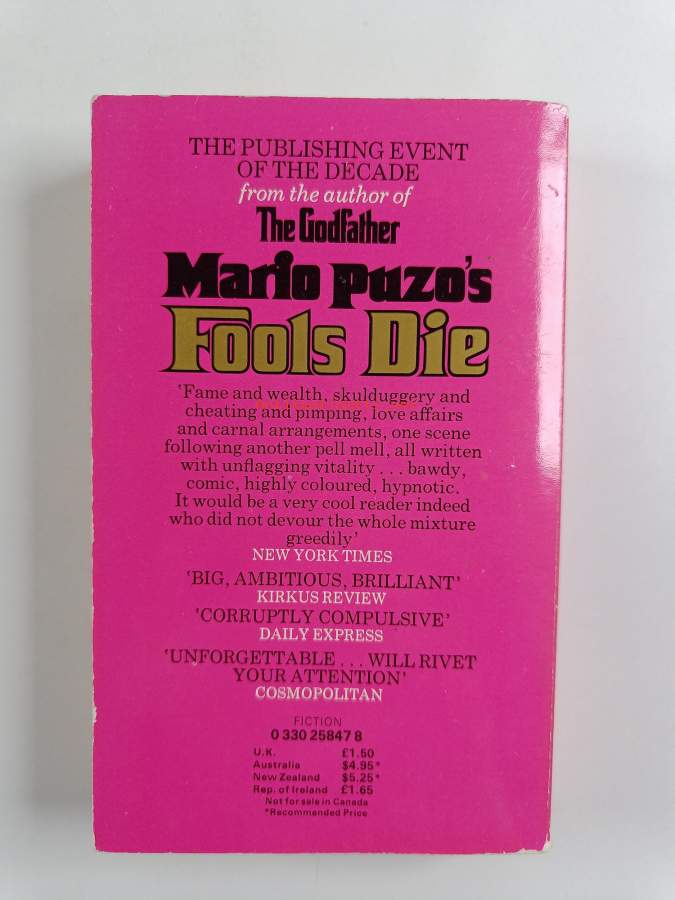 THE PUBLISHING EVENT
OF THE DECADE
from the author of
The Godfather
Mario Puzo's
Fools Die
'Fame and wealth, skulduggery and
cheating and pimping, love affairs
and carnal arrangements, one scene
following another pell mell, all written
with unflagging vitality . . . bawdy,
comic, highly coloured, hypnotic.
It would be a very cool reader indeed
who did not devour the whole mixture
greedily'
NEW YORK TIMES
'BIG, AMBITIOUS, BRILLIANT'
KIRKUS REVIEW
'CORRUPTLY COMPULSIVE'
DAILY EXPRESS
'UNFORGETTABLE . . . WILL RIVET
YOUR ATTENTION'
COSMOPOLITAN
FICTION
0 330 25847 8
U.K. £1.50
Australia $4.95*
New Zealand $5.25*
Rep. of Ireland £1.65
Not for sale in Canada
*Recommended Price